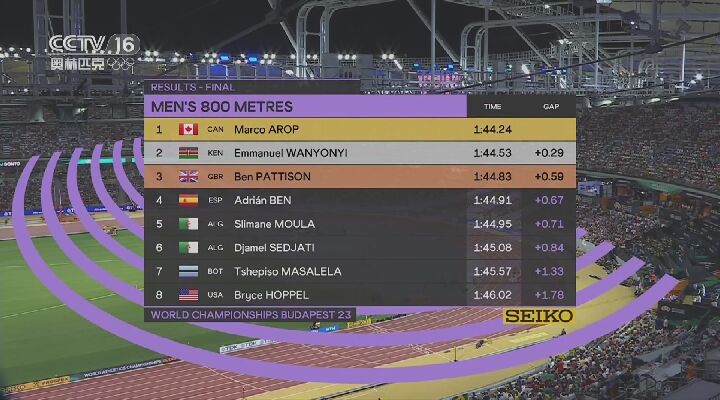 CCTV 16
奥林匹克
RESULTS - FINAL
MEN'S 800 METRES TIME GAP
1 CAN Marco AROP 1:44.24
2 KEN Emmanuel WANYONYI 1:44.53 +0.29
3 GBR Ben PATTISON 1:44.83 +0.59
4 ESP Adrián BEN 1:44.91 +0.67
5 ALG Slimane MOULA 1:44.95 +0.71
6 ALG Djamel SEDJATI 1:45.08 +0.84
7 BOT Tshepiso MASALELA 1:45.57 +1.33
8 USA Bryce HOPPEL 1:46.02 +1.78
WORLD CHAMPIONSHIPS BUDAPEST 23 SEIKO